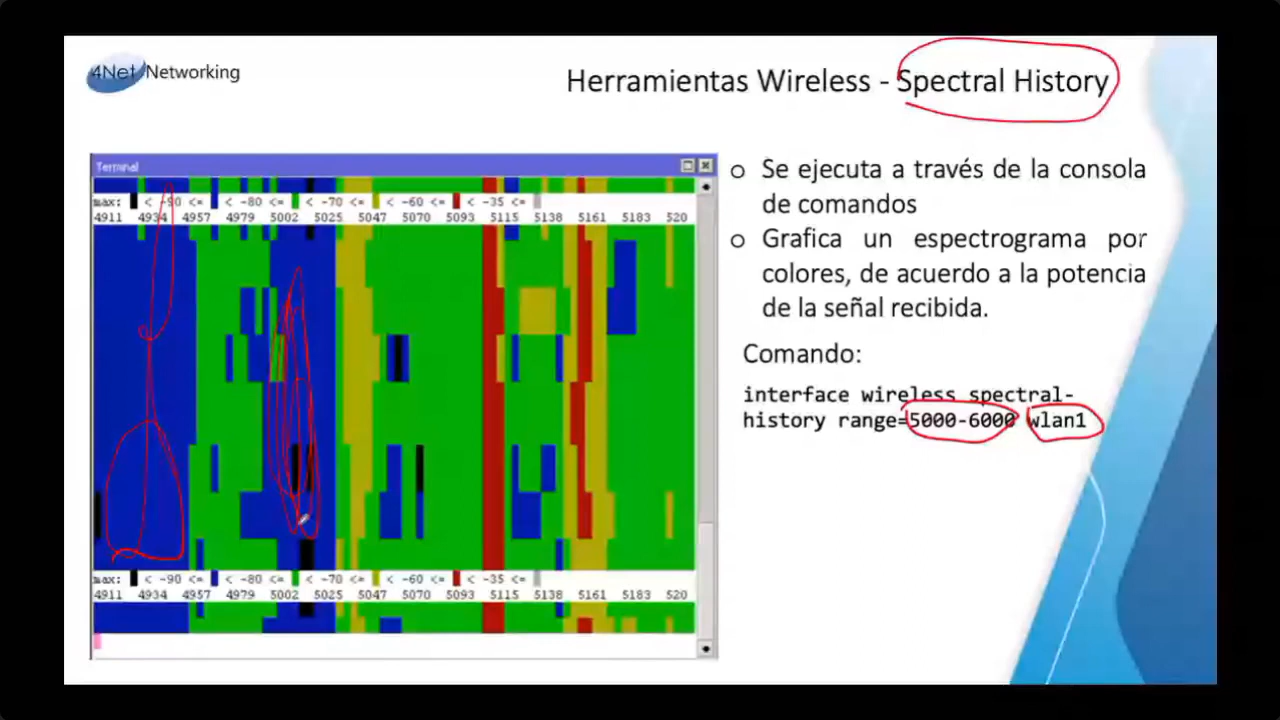 4Net Networking
Herramientas Wireless - Spectral History
Terminal
max: < -90 <= < -80 <= < -70 <= < -60 <= < -35 <=
4911 4934 4957 4979 5002 5025 5047 5070 5093 5115 5138 5161 5183 520
max: < -90 <= < -80 <= < -70 <= < -60 <= < -35 <=
4911 4934 4957 4979 5002 5025 5047 5070 5093 5115 5138 5161 5183 520
o Se ejecuta a través de la consola
de comandos
o Grafica un espectrograma por
colores, de acuerdo a la potencia
de la señal recibida.
Comando:
interface wireless spectral-
history range=5000-6000 wlan1